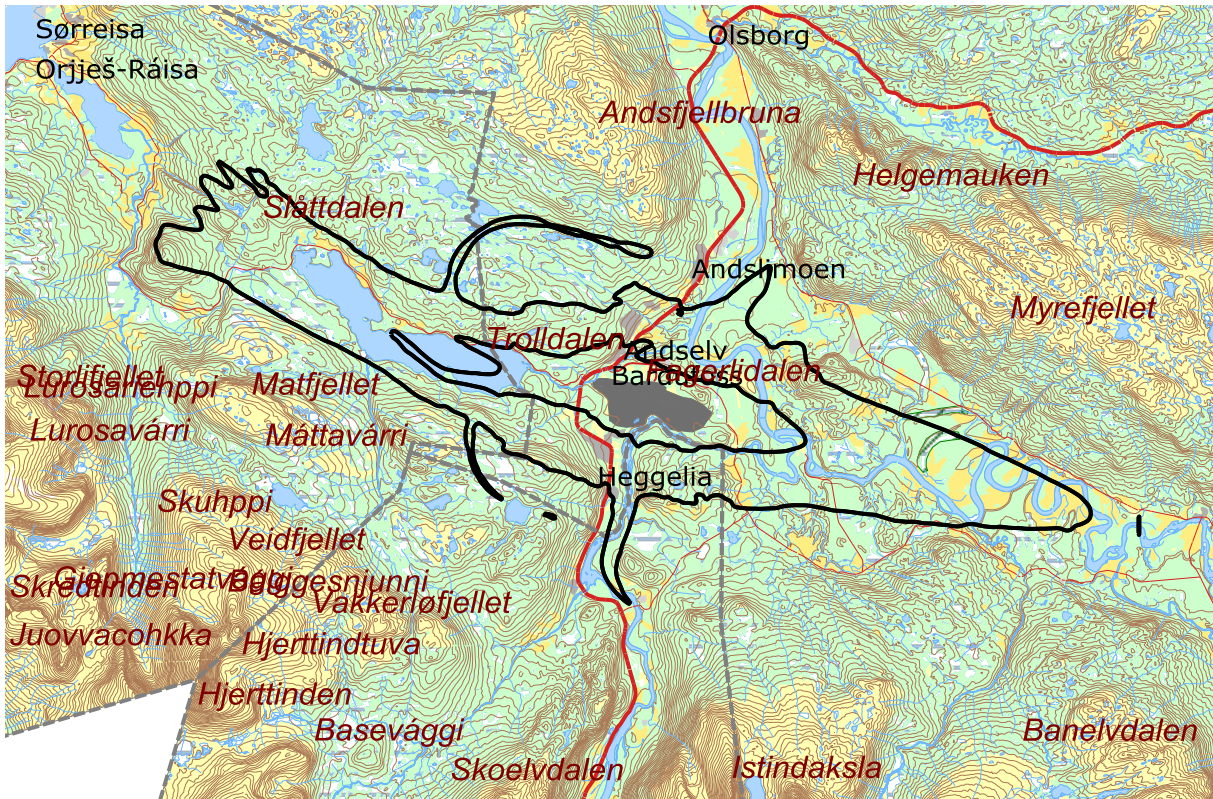 Sørreisa
Orjješ-Ráisa
Olsborg
Andsfjellbruna
Helgemauken
Slåttdalen
Andslimoen
Myrefjellet
Trolldalen
Andselv
Fagerlidalen
Bardufoss
Storlifjellet
Lurosarienppi
Matfjellet
Lurosavárri
Máttavárri
Heggelia
Skuhppi
Veidfjellet
Skredtinden
Vakkerløfjellet
Juovvacohkka
Hjerttindtuva
Hjerttinden
Basevággi
Banelvdalen
Skoelvdalen
Istindaksla